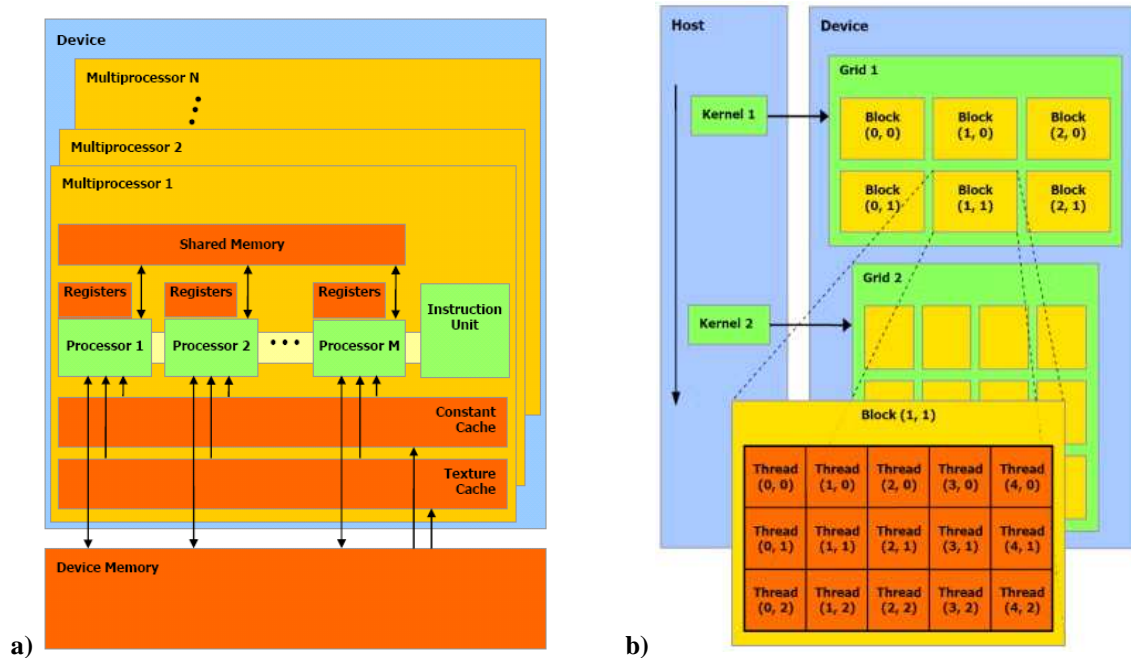 Device
Multiprocessor N
Multiprocessor 2
Multiprocessor 1
Shared Memory
Registers
Registers
Registers
Instruction
Unit
Processor 1
Processor 2
• • •
Processor M
Constant
Cache
Texture
Cache
Device Memory
a)
Host
Device
Grid 1
Kernel 1
Block
(0, 0)
Block
(1, 0)
Block
(2, 0)
Block
(0, 1)
Block
(1, 1)
Block
(2, 1)
Grid 2
Kernel 2
Block (1, 1)
Thread
(0, 0)
Thread
(1, 0)
Thread
(2, 0)
Thread
(3, 0)
Thread
(4, 0)
Thread
(0, 1)
Thread
(1, 1)
Thread
(2, 1)
Thread
(3, 1)
Thread
(4, 1)
Thread
(0, 2)
Thread
(1, 2)
Thread
(2, 2)
Thread
(3, 2)
Thread
(4, 2)
b)